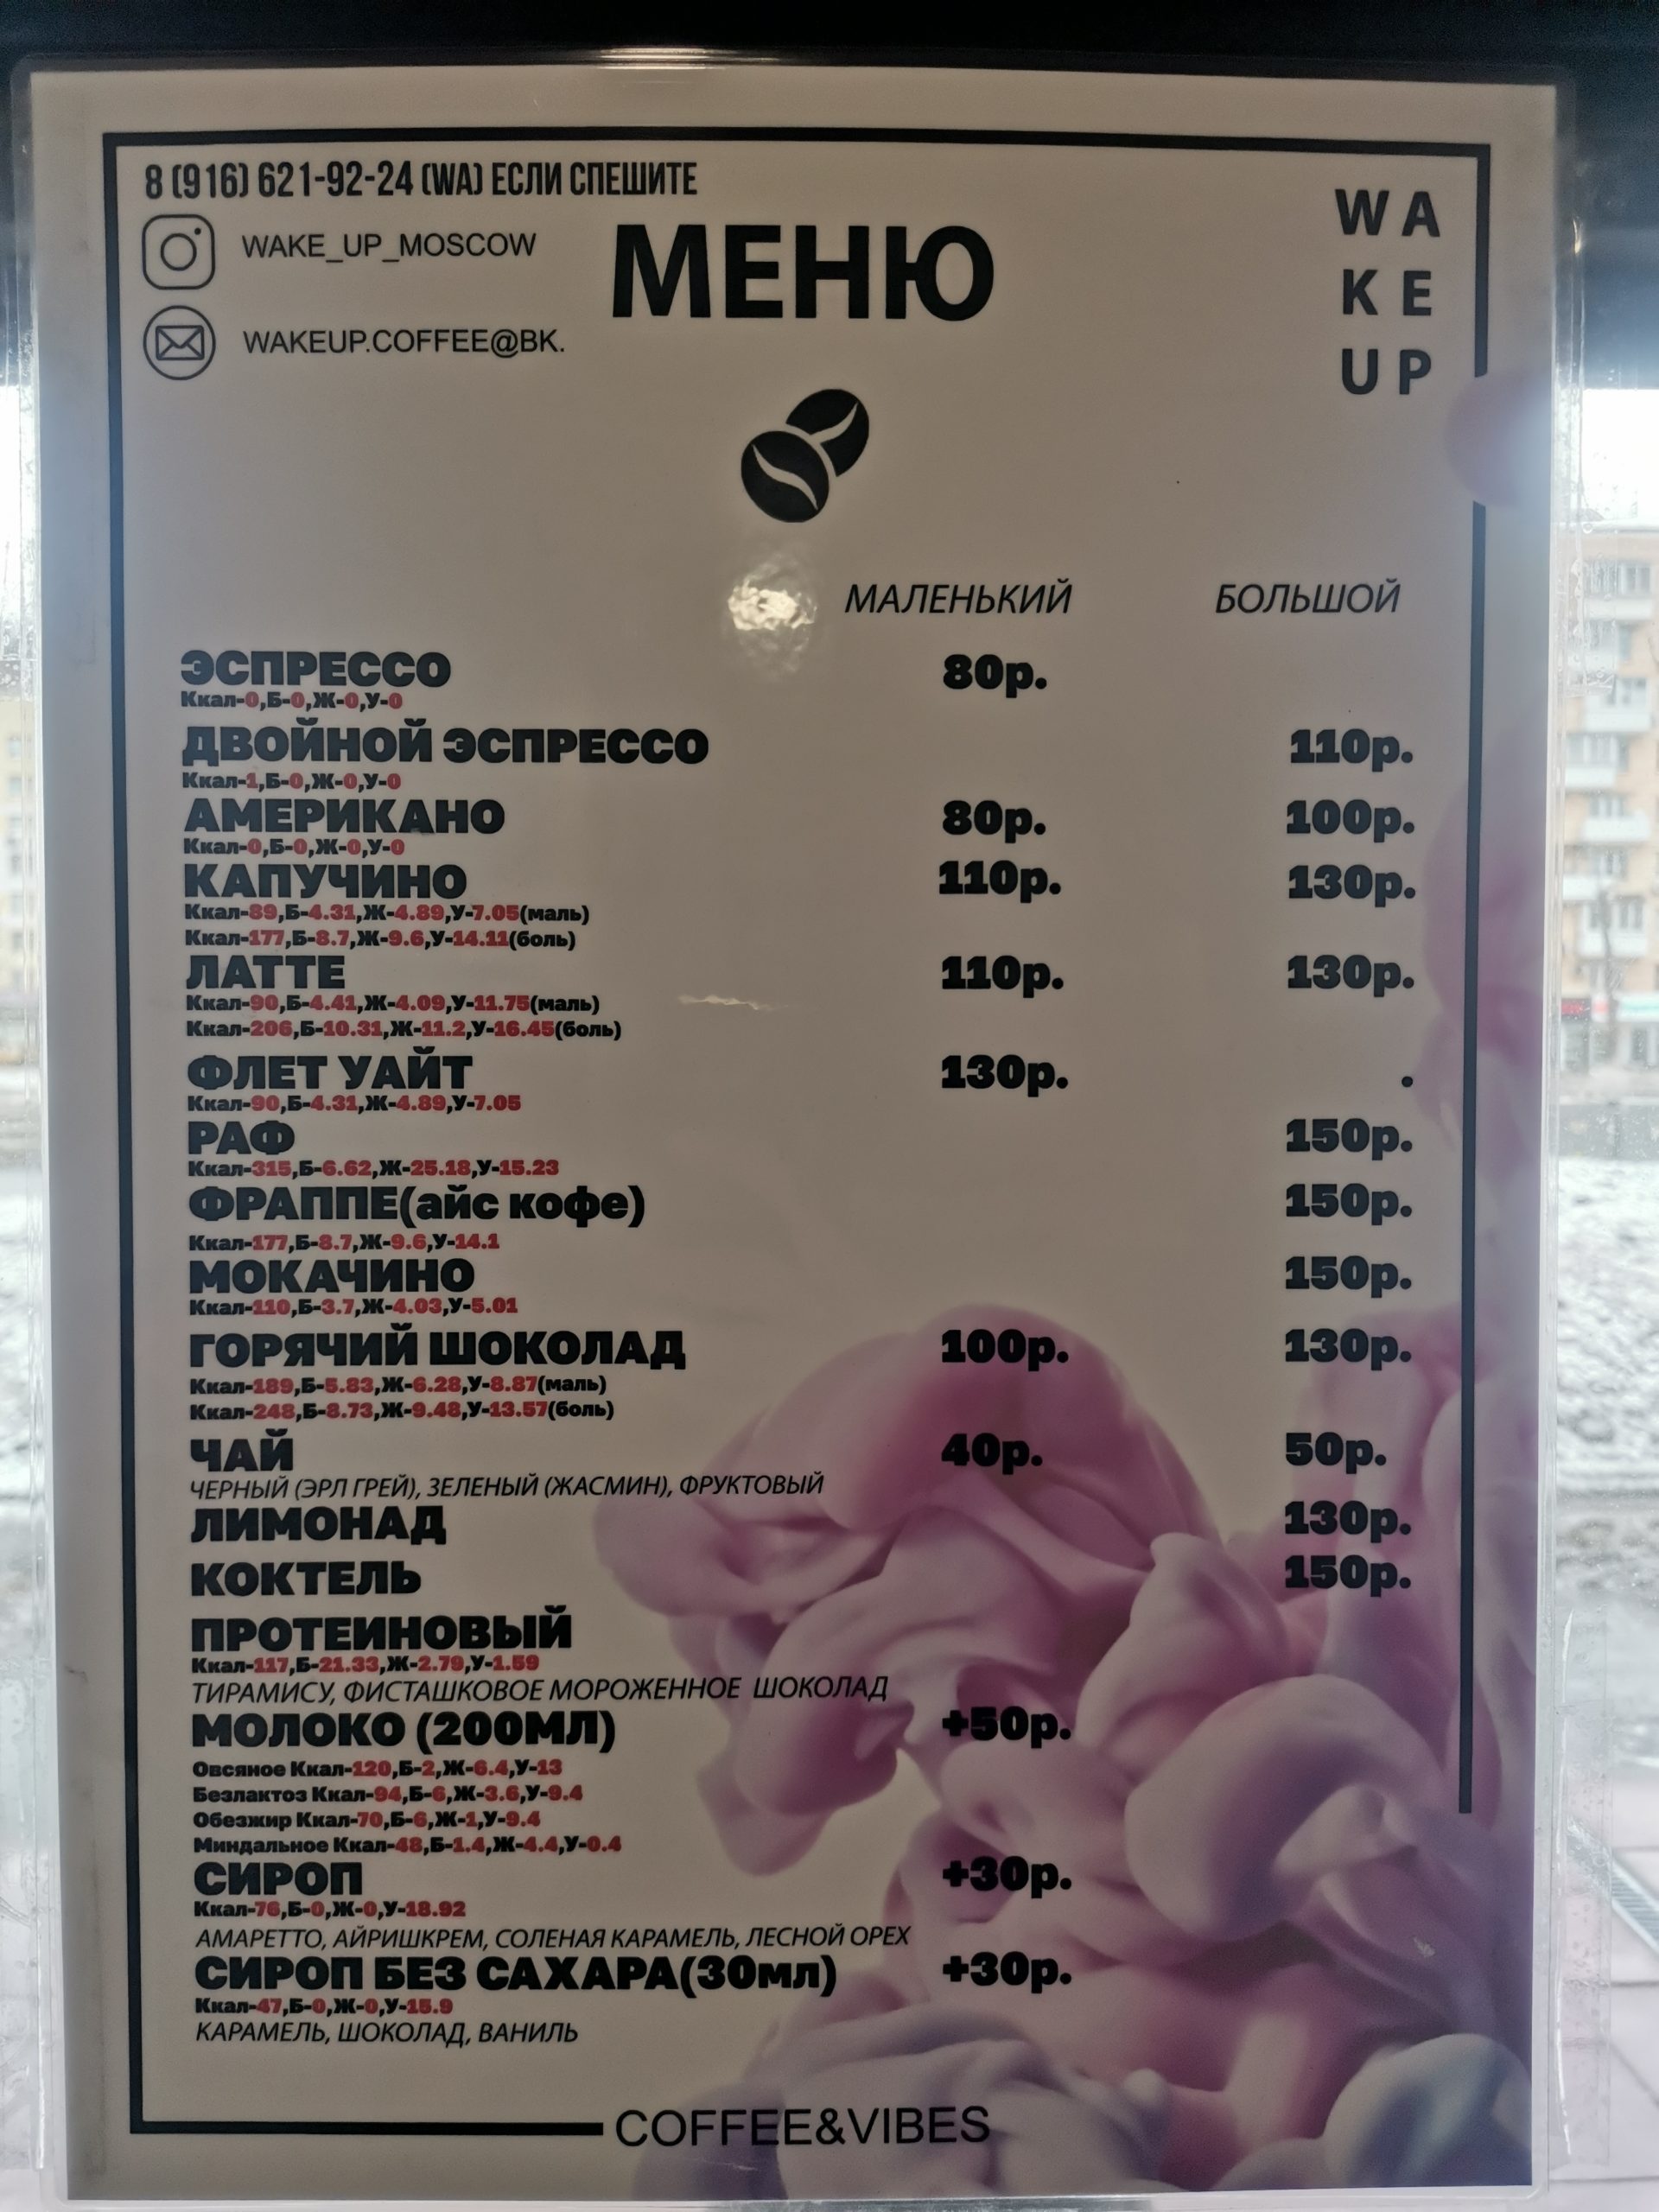 8 (916) 621-92-24 (WA) ЕСЛИ СПЕШИТЕ
WAKE_UP_MOSCOW
WAKEUP.COFFEE@BK.
МЕНЮ
WA
KE
UP
МАЛЕНЬКИЙ БОЛЬШОЙ
ЭСПРЕССО 80р.
Ккал-0,Б-0,Ж-0,У-0
ДВОЙНОЙ ЭСПРЕССО 110р.
Ккал-1,Б-0,Ж-0,У-0
АМЕРИКАНО 80р. 100р.
Ккал-0,Б-0,Ж-0,У-0
КАПУЧИНО 110р. 130р.
Ккал-89,Б-4.31,Ж-4.89,У-7.05(маль)
Ккал-177,Б-8.7,Ж-9.6,У-14.11(боль)
ЛАТТЕ 110р. 130р.
Ккал-90,Б-4.41,Ж-4.09,У-11.75(маль)
Ккал-206,Б-10.31,Ж-11.2,У-16.45(боль)
ФЛЕТ УАЙТ 130р. .
Ккал-90,Б-4.31,Ж-4.89,У-7.05
РАФ 150р.
Ккал-315,Б-6.62,Ж-25.18,У-15.23
ФРАППЕ(айс кофе) 150р.
Ккал-177,Б-8.7,Ж-9.6,У-14.1
МОКАЧИНО 150р.
Ккал-110,Б-3.7,Ж-4.03,У-5.01
ГОРЯЧИЙ ШОКОЛАД 100р. 130р.
Ккал-189,Б-5.83,Ж-6.28,У-8.87(маль)
Ккал-248,Б-8.73,Ж-9.48,У-13.57(боль)
ЧАЙ 40р. 50р.
ЧЕРНЫЙ (ЭРЛ ГРЕЙ), ЗЕЛЕНЫЙ (ЖАСМИН), ФРУКТОВЫЙ
ЛИМОНАД 130р.
КОКТЕЛЬ 150р.
ПРОТЕИНОВЫЙ
Ккал-117,Б-21.33,Ж-2.79,У-1.59
ТИРАМИСУ, ФИСТАШКОВОЕ МОРОЖЕННОЕ ШОКОЛАД
МОЛОКО (200МЛ) +50р.
Овсяное Ккал-120,Б-2,Ж-6.4,У-13
Безлактоз Ккал-94,Б-6,Ж-3.6,У-9.4
Обезжир Ккал-70,Б-6,Ж-1,У-9.4
Миндальное Ккал-48,Б-1.4,Ж-4.4,У-0.4
СИРОП +30р.
Ккал-76,Б-0,Ж-0,У-18.92
АМАРЕТТО, АЙРИШКРЕМ, СОЛЕНАЯ КАРАМЕЛЬ, ЛЕСНОЙ ОРЕХ
СИРОП БЕЗ САХАРА(30мл) +30р.
Ккал-47,Б-0,Ж-0,У-15.9
КАРАМЕЛЬ, ШОКОЛАД, ВАНИЛЬ
COFFEE&VIBES